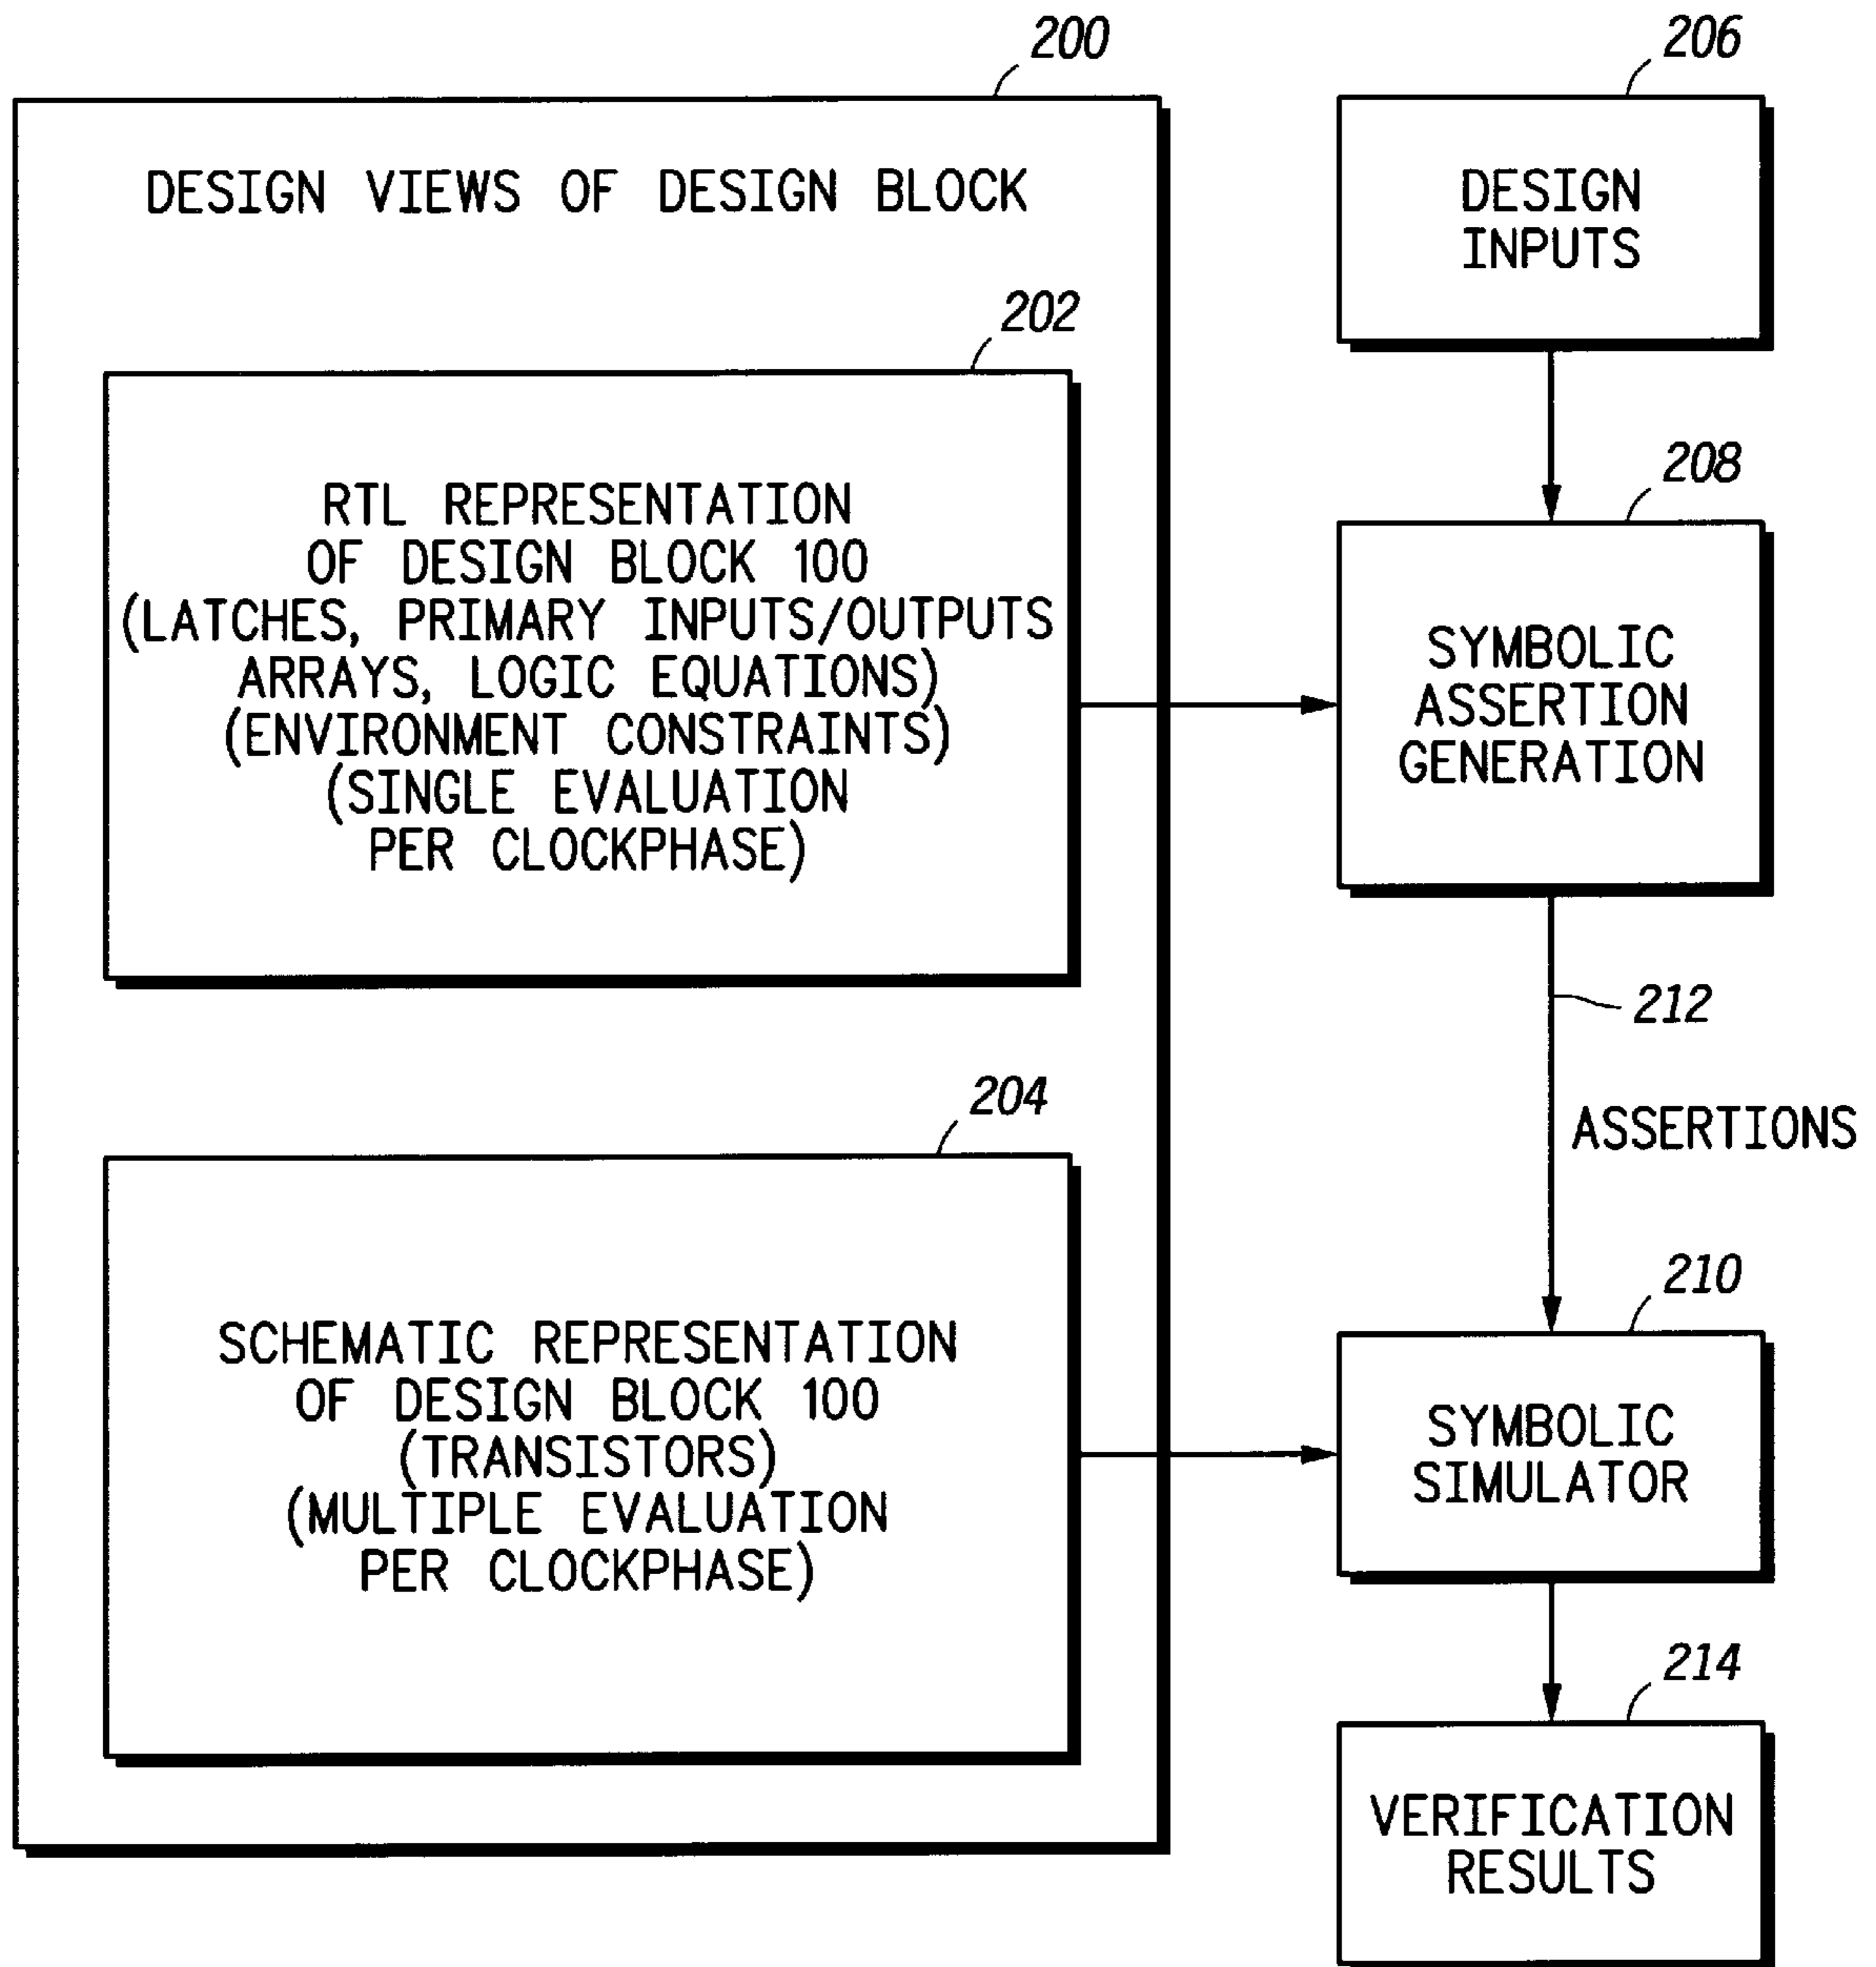 200
DESIGN VIEWS OF DESIGN BLOCK
202
RTL REPRESENTATION
OF DESIGN BLOCK 100
(LATCHES, PRIMARY INPUTS/OUTPUTS
ARRAYS, LOGIC EQUATIONS)
(ENVIRONMENT CONSTRAINTS)
(SINGLE EVALUATION
PER CLOCKPHASE)
204
SCHEMATIC REPRESENTATION
OF DESIGN BLOCK 100
(TRANSISTORS)
(MULTIPLE EVALUATION
PER CLOCKPHASE)
206
DESIGN
INPUTS
208
SYMBOLIC
ASSERTION
GENERATION
212
ASSERTIONS
210
SYMBOLIC
SIMULATOR
214
VERIFICATION
RESULTS